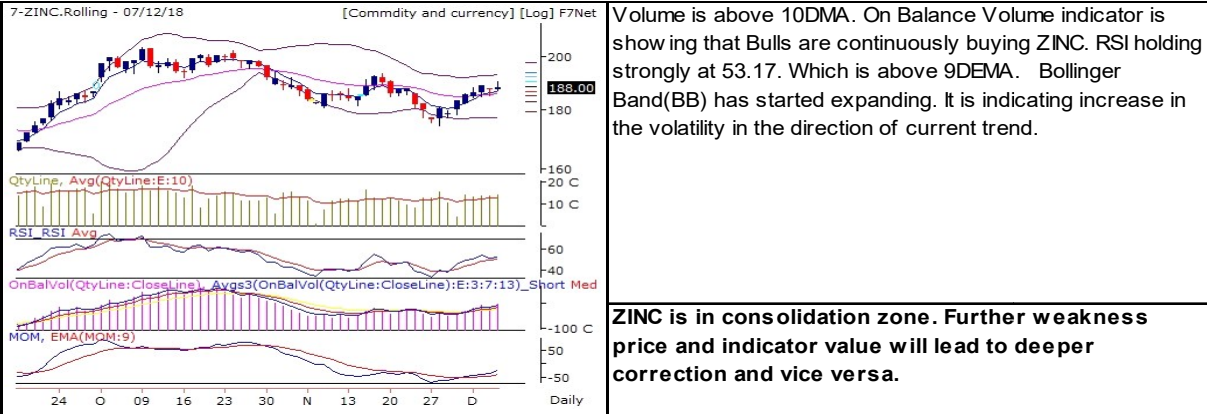 7-ZINC.Rolling - 07/12/18 [Commdity and currency] [Log] F7Net
200
188.00
180
160
QtyLine, Avg(QtyLine:E:10)
20 C
10 C
RSI_RSI Avg
60
40
OnBalVol(QtyLine:CloseLine), Avgs3(OnBalVol(QtyLine:CloseLine):E:3:7:13)_Short Med
-100 C
MOM, EMA(MOM:9)
50
-50
24 O 09 16 23 30 N 13 20 27 D Daily
Volume is above 10DMA. On Balance Volume indicator is
showing that Bulls are continuously buying ZINC. RSI holding
strongly at 53.17. Which is above 9DEMA. Bollinger
Band(BB) has started expanding. It is indicating increase in
the volatility in the direction of current trend.
ZINC is in consolidation zone. Further weakness
price and indicator value will lead to deeper
correction and vice versa.